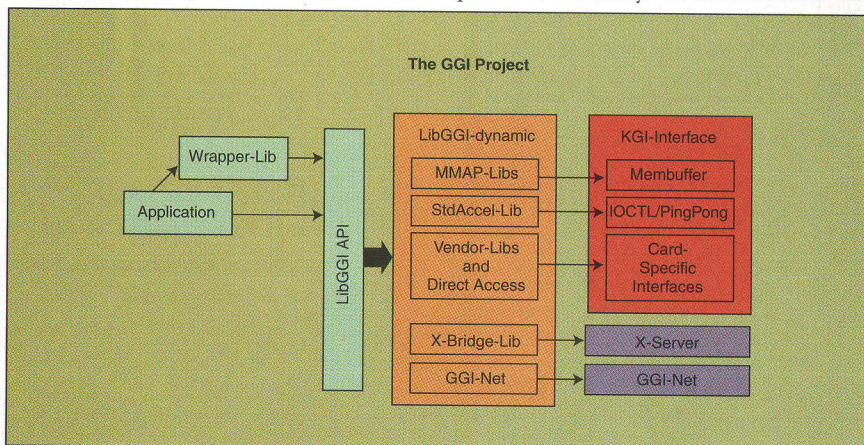 The GGI Project
Wrapper-Lib
Application
LibGGI API
LibGGI-dynamic
MMAP-Libs
StdAccel-Lib
Vendor-Libs
and
Direct Access
X-Bridge-Lib
GGI-Net
KGI-Interface
Membuffer
IOCTL/PingPong
Card-
Specific
Interfaces
X-Server
GGI-Net